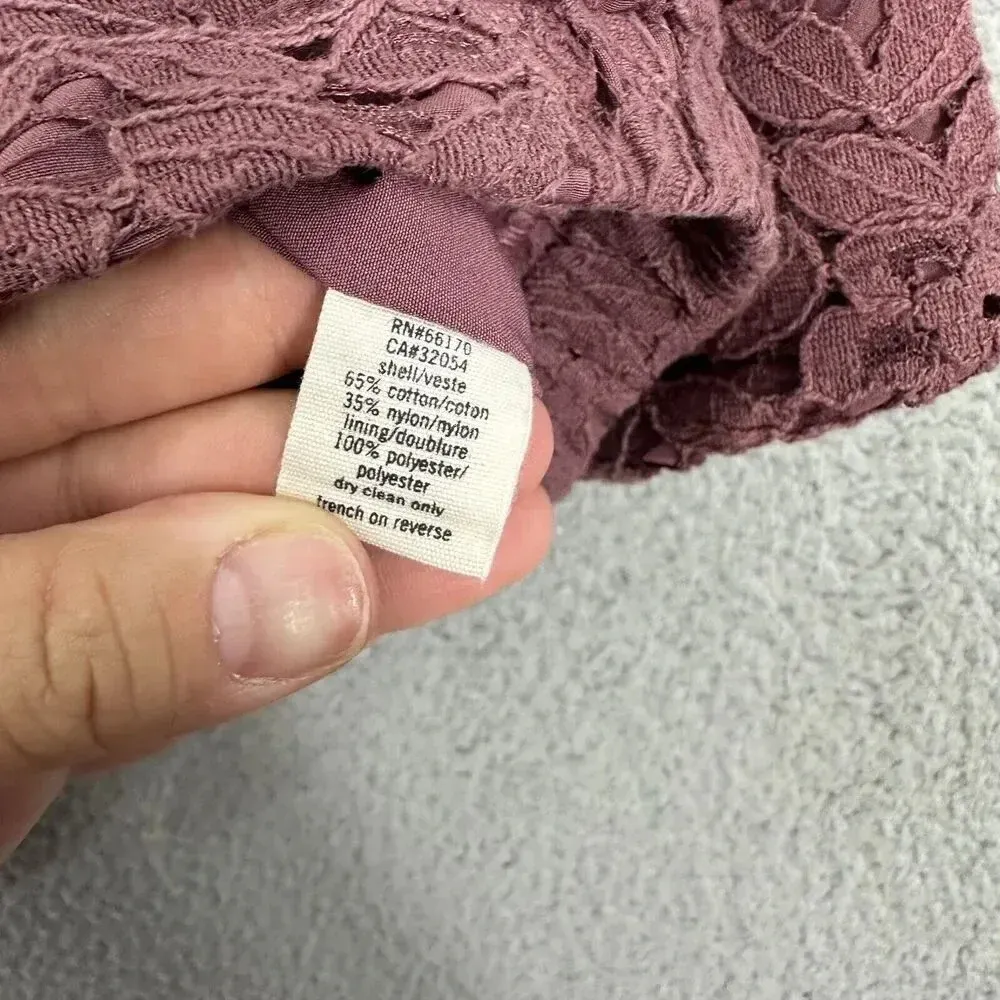 RN#66170
CA#32054
shell/veste
65% cotton/coton
35% nylon/nylon
lining/doublure
100% polyester/
polyester
dry clean only
trench on reverse